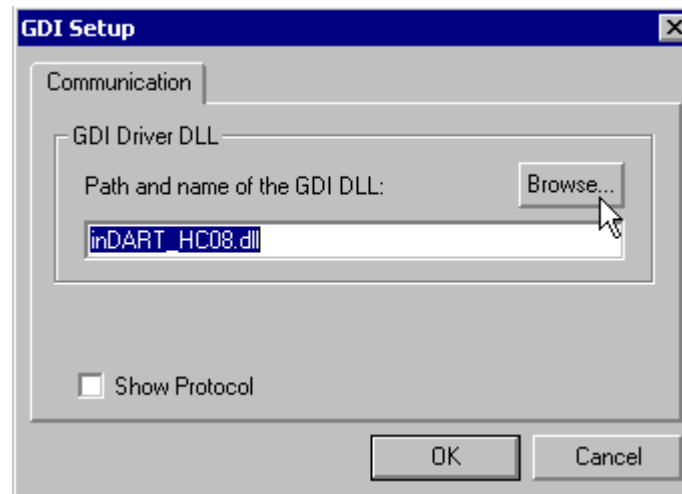 GDI Setup
Communication
GDI Driver DLL
Path and name of the GDI DLL:
Browse...
inDART_HC08.dll
Show Protocol
OK
Cancel